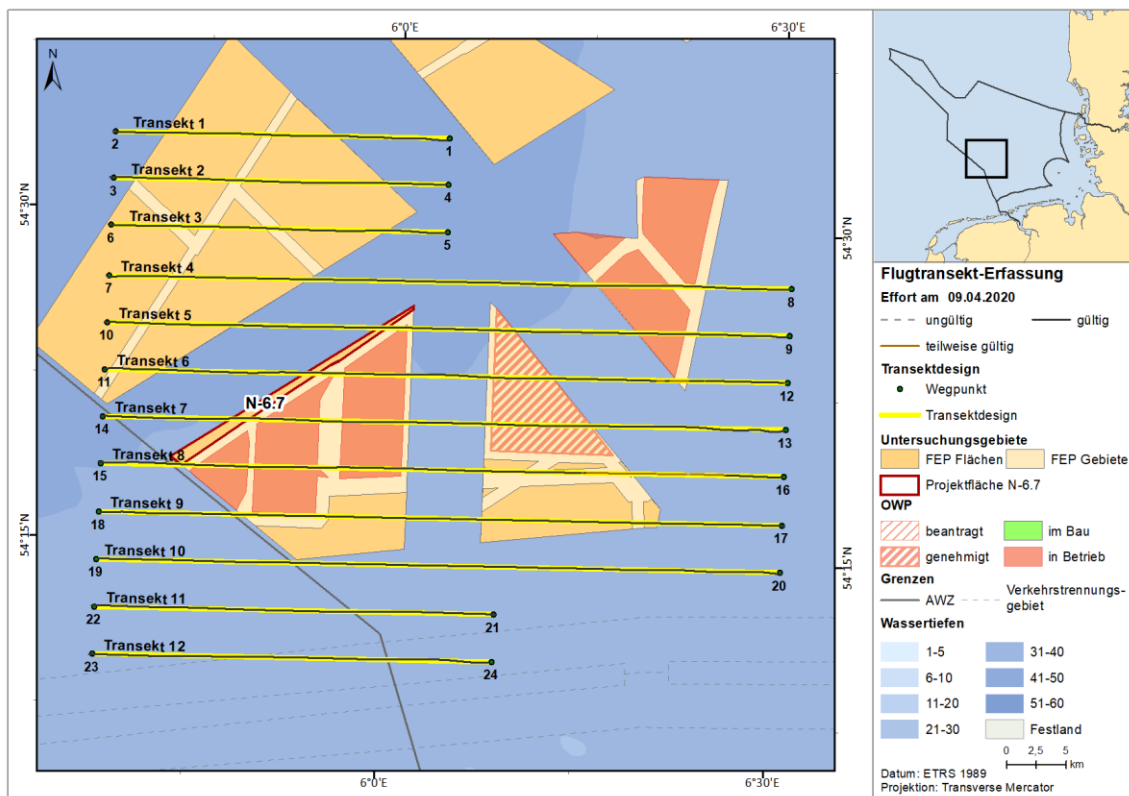 6°0'E
6°30'E
N
Transekt 1
2
1
Transekt 2
3
4
Transekt 3
6
5
54°30'N
54°30'N
Transekt 4
7
8
Transekt 5
10
9
Transekt 6
11
12
N-6.7
Transekt 7
14
13
Transekt 8
15
16
Transekt 9
18
17
54°15'N
54°15'N
Transekt 10
19
20
Transekt 11
22
21
Transekt 12
23
24
6°0'E
6°30'E
Flugtransekt-Erfassung
Effort am 09.04.2020
ungültig
gültig
teilweise gültig
Transektdesign
Wegpunkt
Transektdesign
Untersuchungsgebiete
FEP Flächen
FEP Gebiete
Projektfläche N-6.7
OWP
beantragt
im Bau
genehmigt
in Betrieb
Grenzen
AWZ
Verkehrstrennungs-
gebiet
Wassertiefen
1-5
31-40
6-10
41-50
11-20
51-60
21-30
Festland
0 2,5 5
km
Datum: ETRS 1989
Projektion: Transverse Mercator